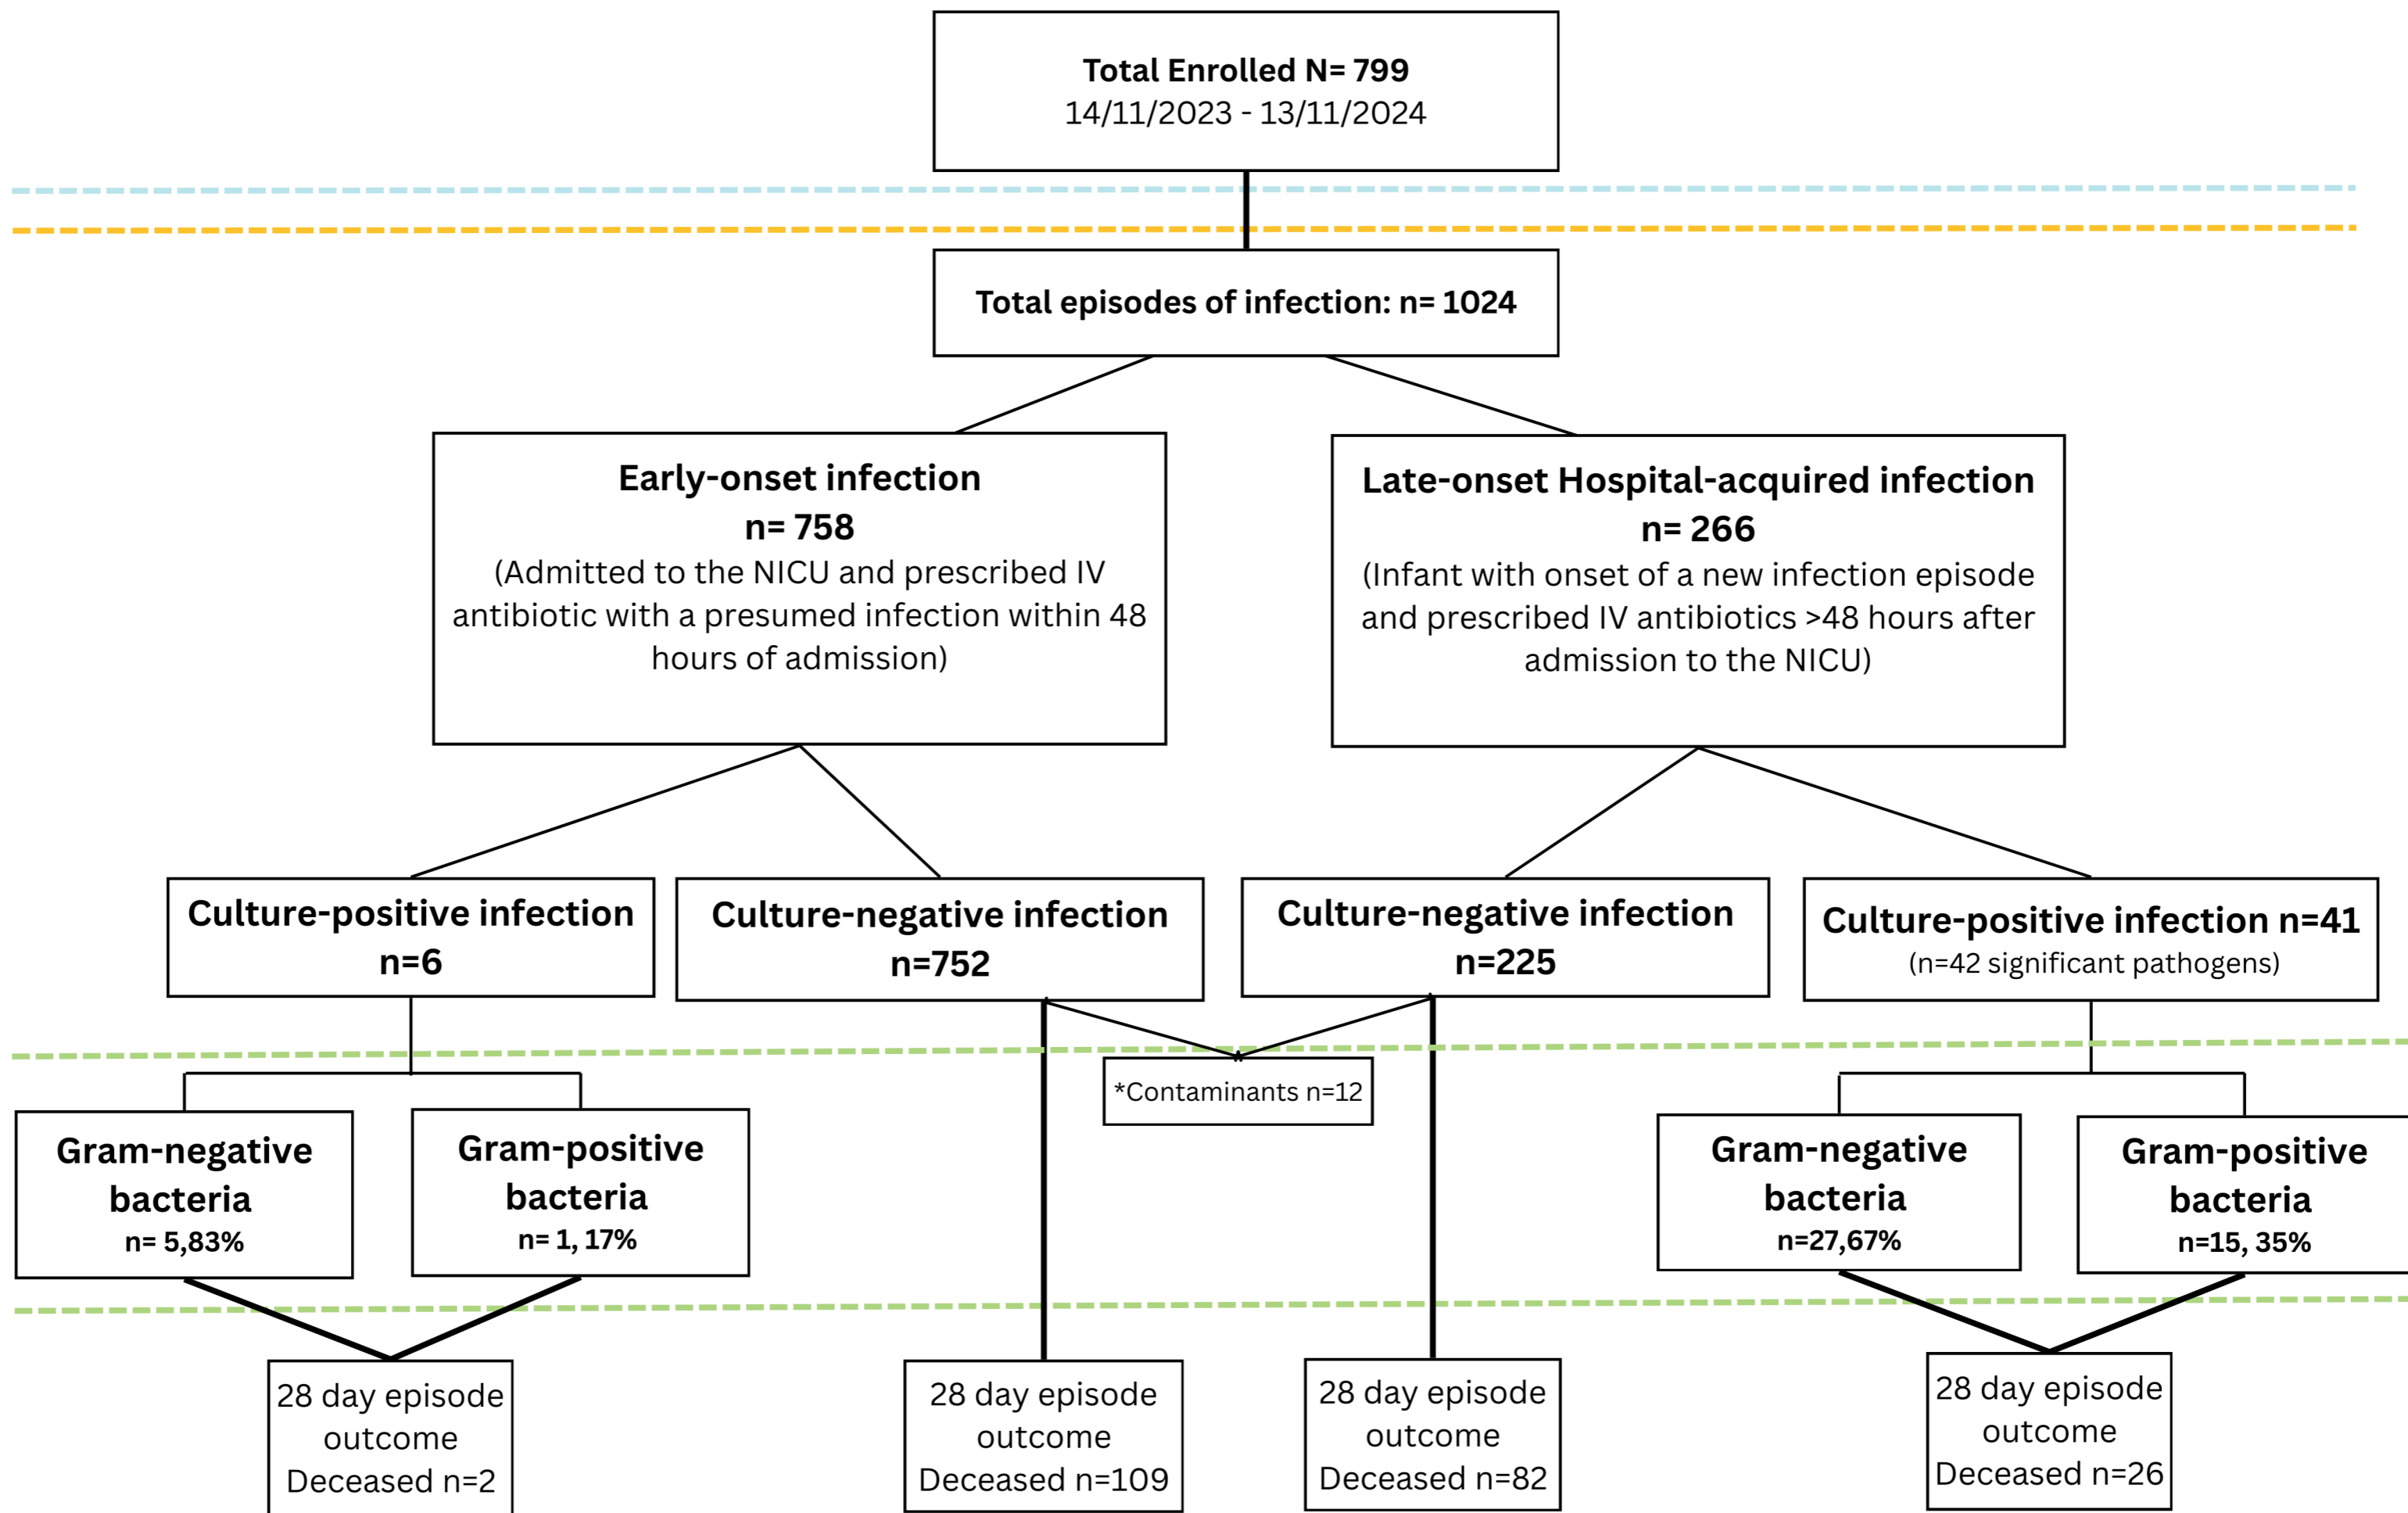 Total Enrolled N= 799
14/11/2023 - 13/11/2024
Total episodes of infection: n= 1024
Early-onset infection
n= 758
(Admitted to the NICU and prescribed IV
antibiotic with a presumed infection within 48
hours of admission)
Late-onset Hospital-acquired infection
n= 266
(Infant with onset of a new infection episode
and prescribed IV antibiotics >48 hours after
admission to the NICU)
Culture-positive infection
n=6
Culture-negative infection
n=752
Culture-negative infection
n=225
Culture-positive infection n=41
(n=42 significant pathogens)
*Contaminants n=12
Gram-negative
bacteria
n= 5,83%
Gram-positive
bacteria
n= 1, 17%
Gram-negative
bacteria
n=27,67%
Gram-positive
bacteria
n=15, 35%
28 day episode
outcome
Deceased n=2
28 day episode
outcome
Deceased n=109
28 day episode
outcome
Deceased n=82
28 day episode
outcome
Deceased n=26